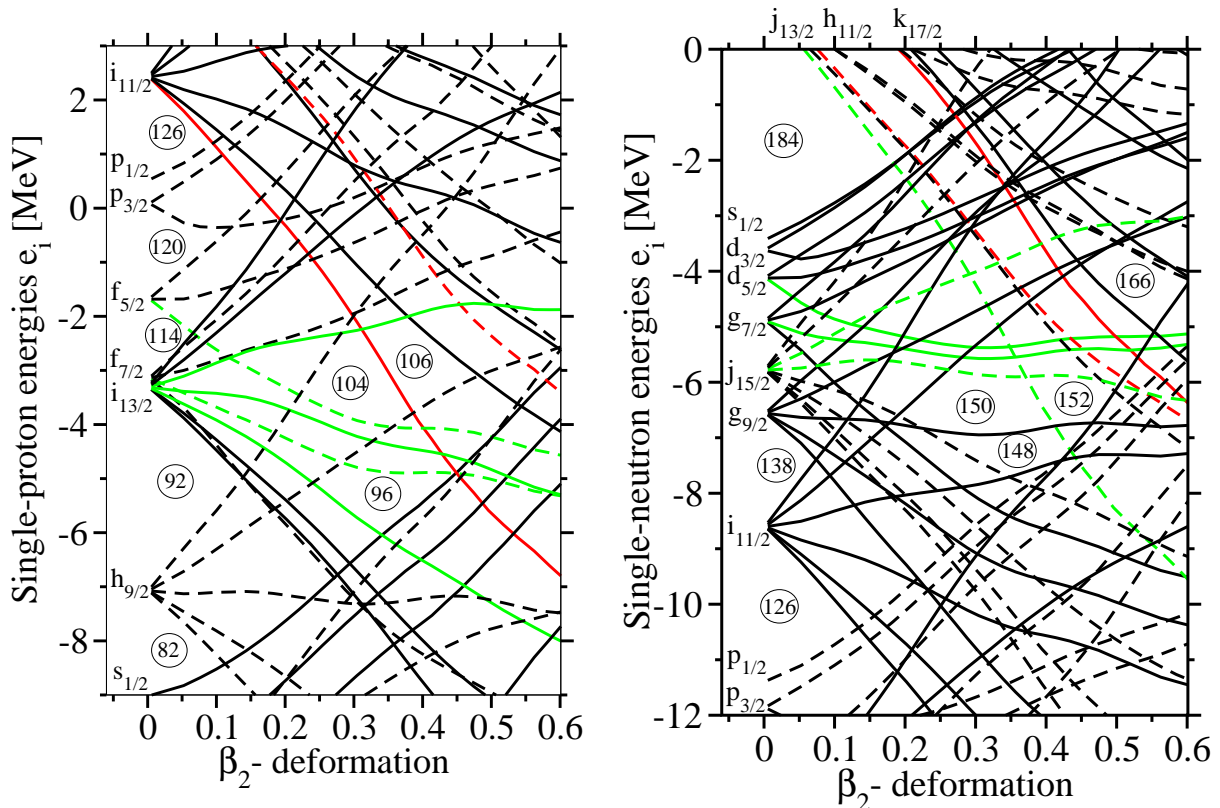 j13/2 h11/2 k17/2
Single-proton energies ei [MeV]
2
0
-2
-4
-6
-8
i11/2
126
p1/2
p3/2
120
f5/2
114
f7/2
i13/2
104
106
92
96
h9/2
82
s1/2
0 0.1 0.2 0.3 0.4 0.5 0.6
β2- deformation
Single-neutron energies ei [MeV]
0
-2
-4
-6
-8
-10
-12
184
s1/2
d3/2
d5/2
166
g7/2
j15/2
150
152
g9/2
148
138
i11/2
126
p1/2
p3/2
0 0.1 0.2 0.3 0.4 0.5 0.6
β2- deformation